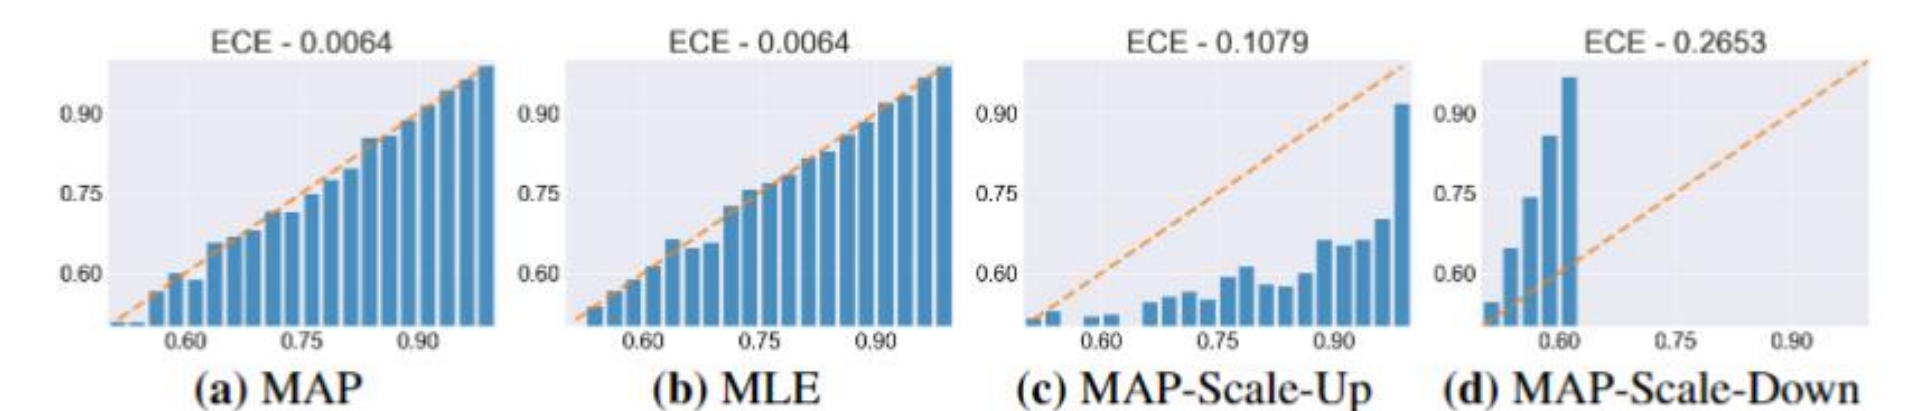 ECE - 0.0064 ECE - 0.0064 ECE - 0.1079 ECE - 0.2653
0.90 0.90 0.90 0.90
0.75 0.75 0.75 0.75
0.60 0.60 0.60 0.60
0.60 0.75 0.90 0.60 0.75 0.90 0.60 0.75 0.90 0.60 0.75 0.90
(a) MAP (b) MLE (c) MAP-Scale-Up (d) MAP-Scale-Down